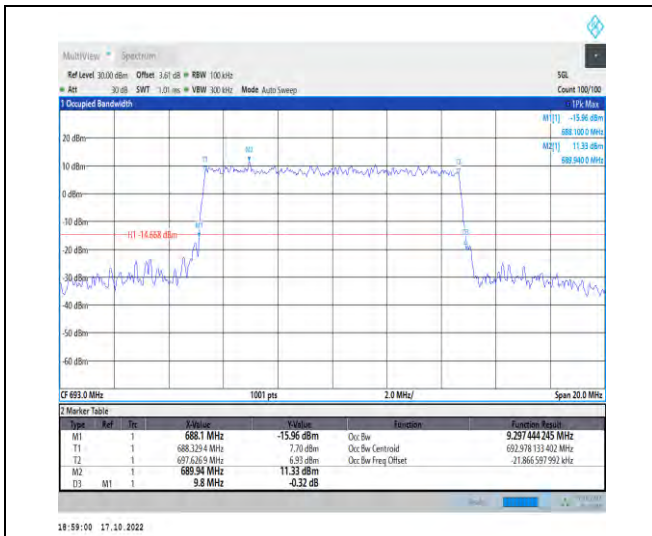 MultiView Spectrum
Ref Level 30.00 dBm Offset 3.61 dB RBW 100 kHz SGL
Att 30 dB SWT 1.01 ms VBW 300 kHz Mode Auto Sweep Count 100/100
1 Occupied Bandwidth 1Pk Max
M1[1] -15.96 dBm
688.100 0 MHz
M2[1] 11.33 dBm
689.940 0 MHz
20 dBm
M2
T1 T2
10 dBm
0 dBm
-10 dBm
M1
H1 -14.668 dBm
D3
-20 dBm
-30 dBm
-40 dBm
-50 dBm
-60 dBm
CF 693.0 MHz 1001 pts 2.0 MHz/ Span 20.0 MHz
2 Marker Table
Type Ref Trc X-Value Y-Value Function Function Result
M1 1 688.1 MHz -15.96 dBm Occ Bw 9.297 444 245 MHz
T1 1 688.329 4 MHz 7.70 dBm Occ Bw Centroid 692.978 133 402 MHz
T2 1 697.626 9 MHz 6.93 dBm Occ Bw Freq Offset -21.866 597 992 kHz
M2 1 689.94 MHz 11.33 dBm
D3 M1 1 9.8 MHz -0.32 dB
18:59:00 17.10.2022